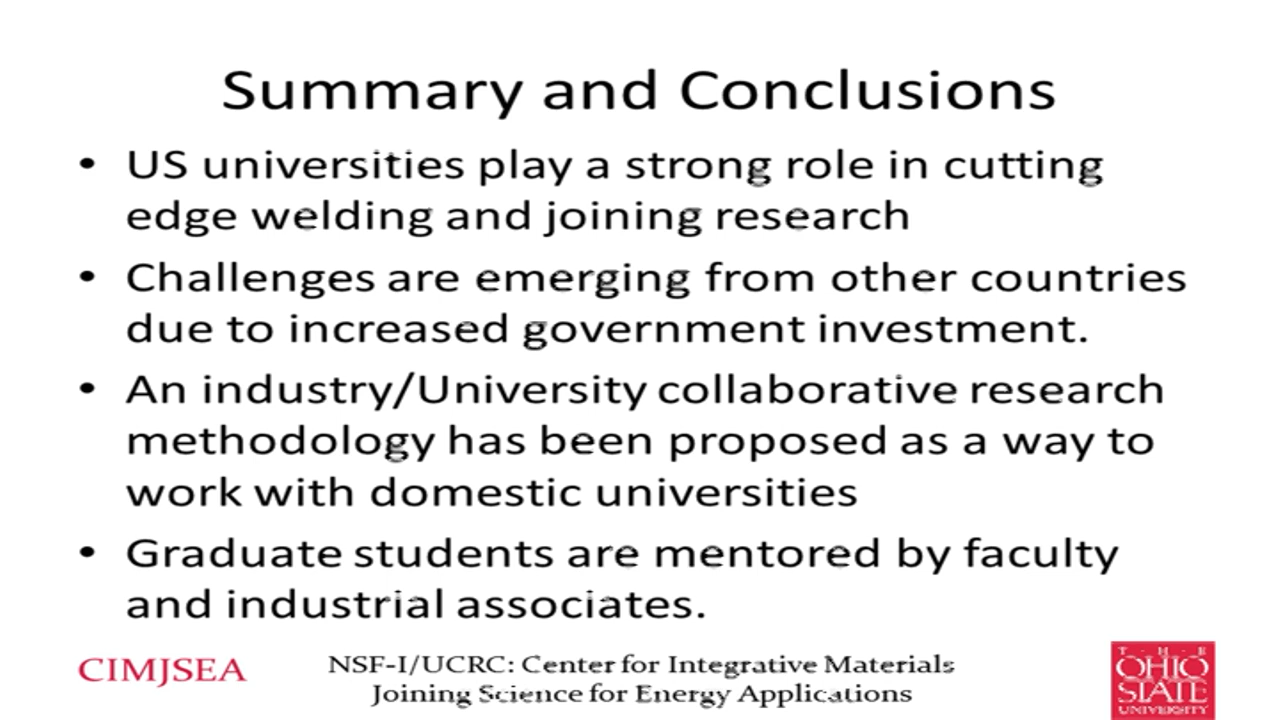 Summary and Conclusions
• US universities play a strong role in cutting
edge welding and joining research
• Challenges are emerging from other countries
due to increased government investment.
• An industry/University collaborative research
methodology has been proposed as a way to
work with domestic universities
• Graduate students are mentored by faculty
and industrial associates.
CIMJSEA
NSF-I/UCRC: Center for Integrative Materials
Joining Science for Energy Applications
THE
OHIO
STATE
UNIVERSITY